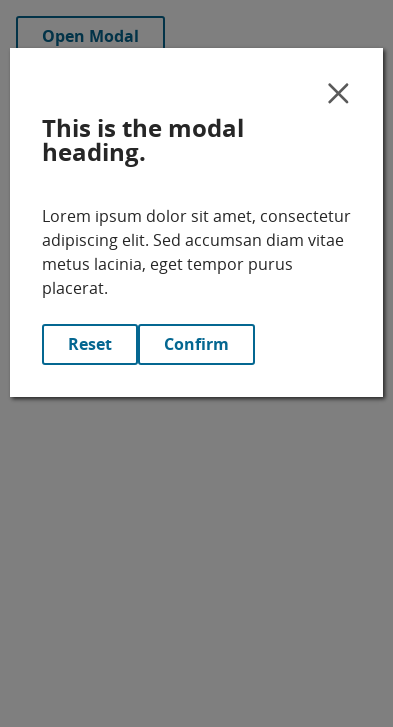 Open Modal
This is the modal
heading.
Lorem ipsum dolor sit amet, consectetur
adipiscing elit. Sed accumsan diam vitae
metus lacinia, eget tempor purus
placerat.
Reset
Confirm